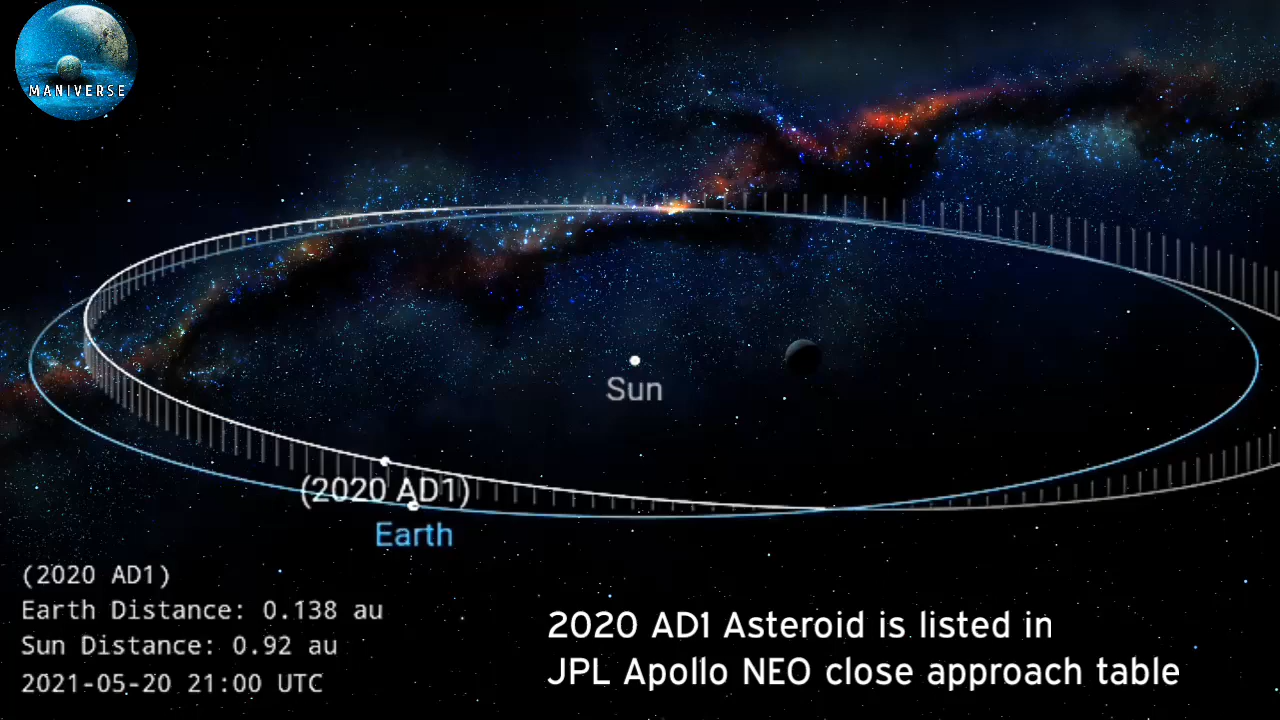 MANIVERSE
Sun
(2020 AD1)
Earth
(2020 AD1)
Earth Distance: 0.138 au
Sun Distance: 0.92 au
2021-05-20 21:00 UTC
2020 AD1 Asteroid is listed in
JPL Apollo NEO close approach table